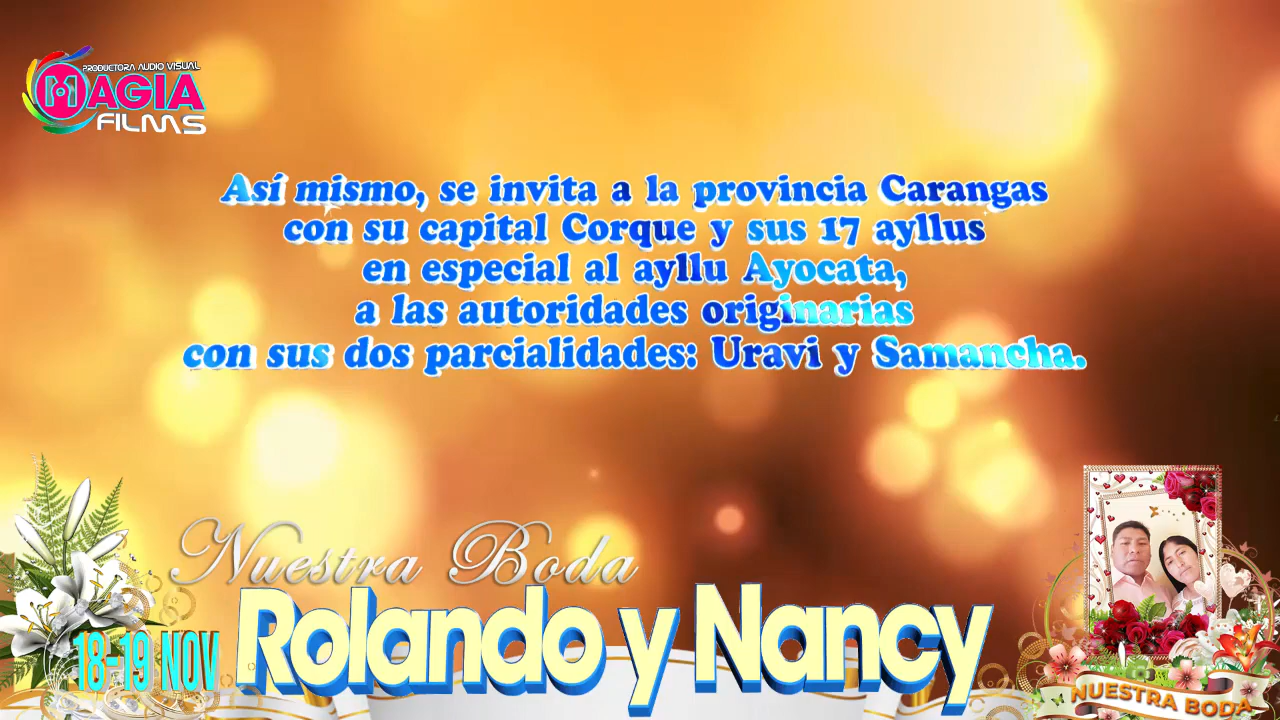 PRODUCTORA AUDIO VISUAL
MAGIA
FILMS
Así mismo, se invita a la provincia Carangas
con su capital Corque y sus 17 ayllus
en especial al ayllu Ayocata,
a las autoridades originarias
con sus dos parcialidades: Uravi y Samancha.
Nuestra Boda
18-19 NOV
Rolando y Nancy
NUESTRA BODA